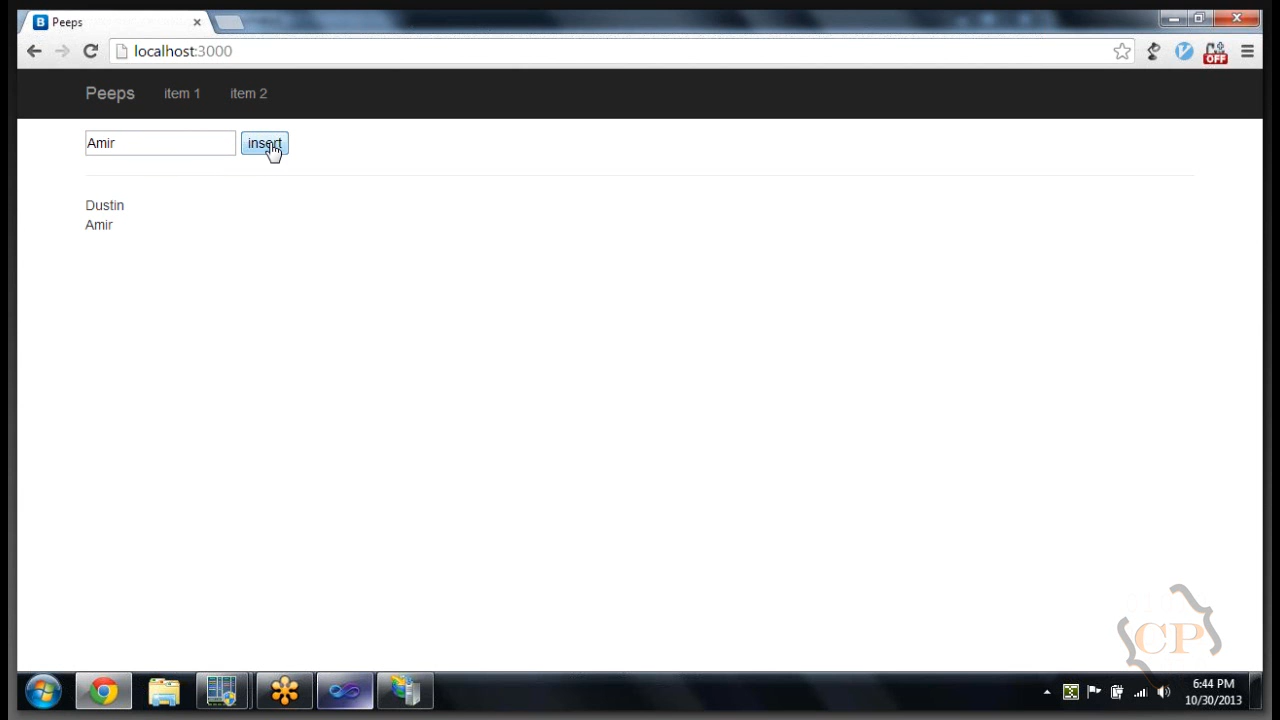 Peeps
localhost:3000
OFF
Peeps item 1 item 2
Amir insert
Dustin
Amir
CP
6:44 PM
10/30/2013